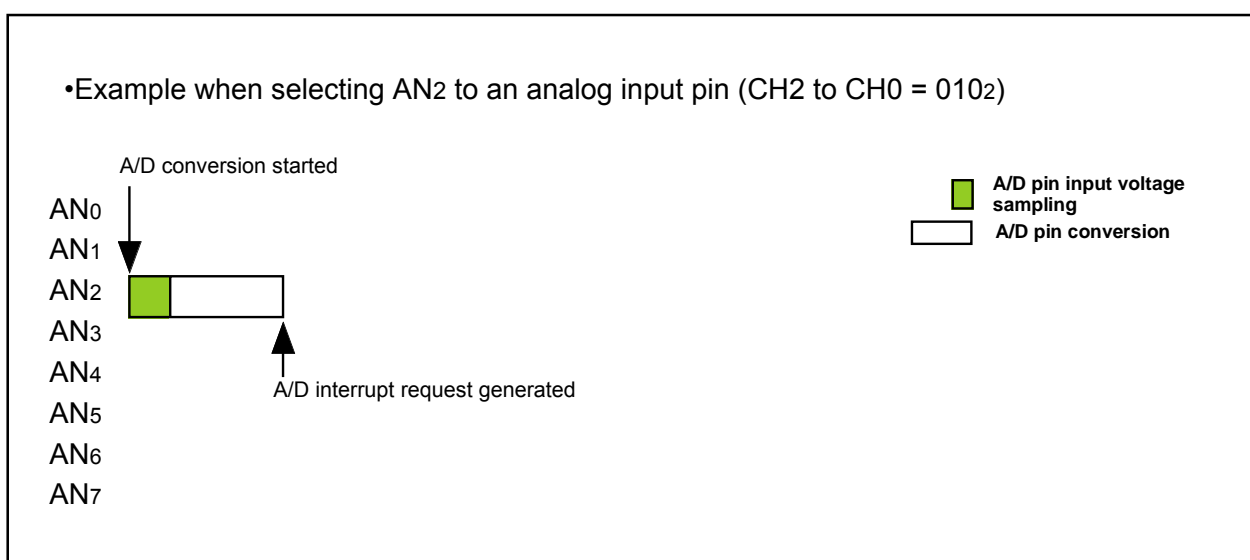 •Example when selecting AN2 to an analog input pin (CH2 to CH0 = 0102)
A/D conversion started
A/D pin input voltage
sampling
A/D pin conversion
AN0
AN1
AN2
AN3
AN4
A/D interrupt request generated
AN5
AN6
AN7